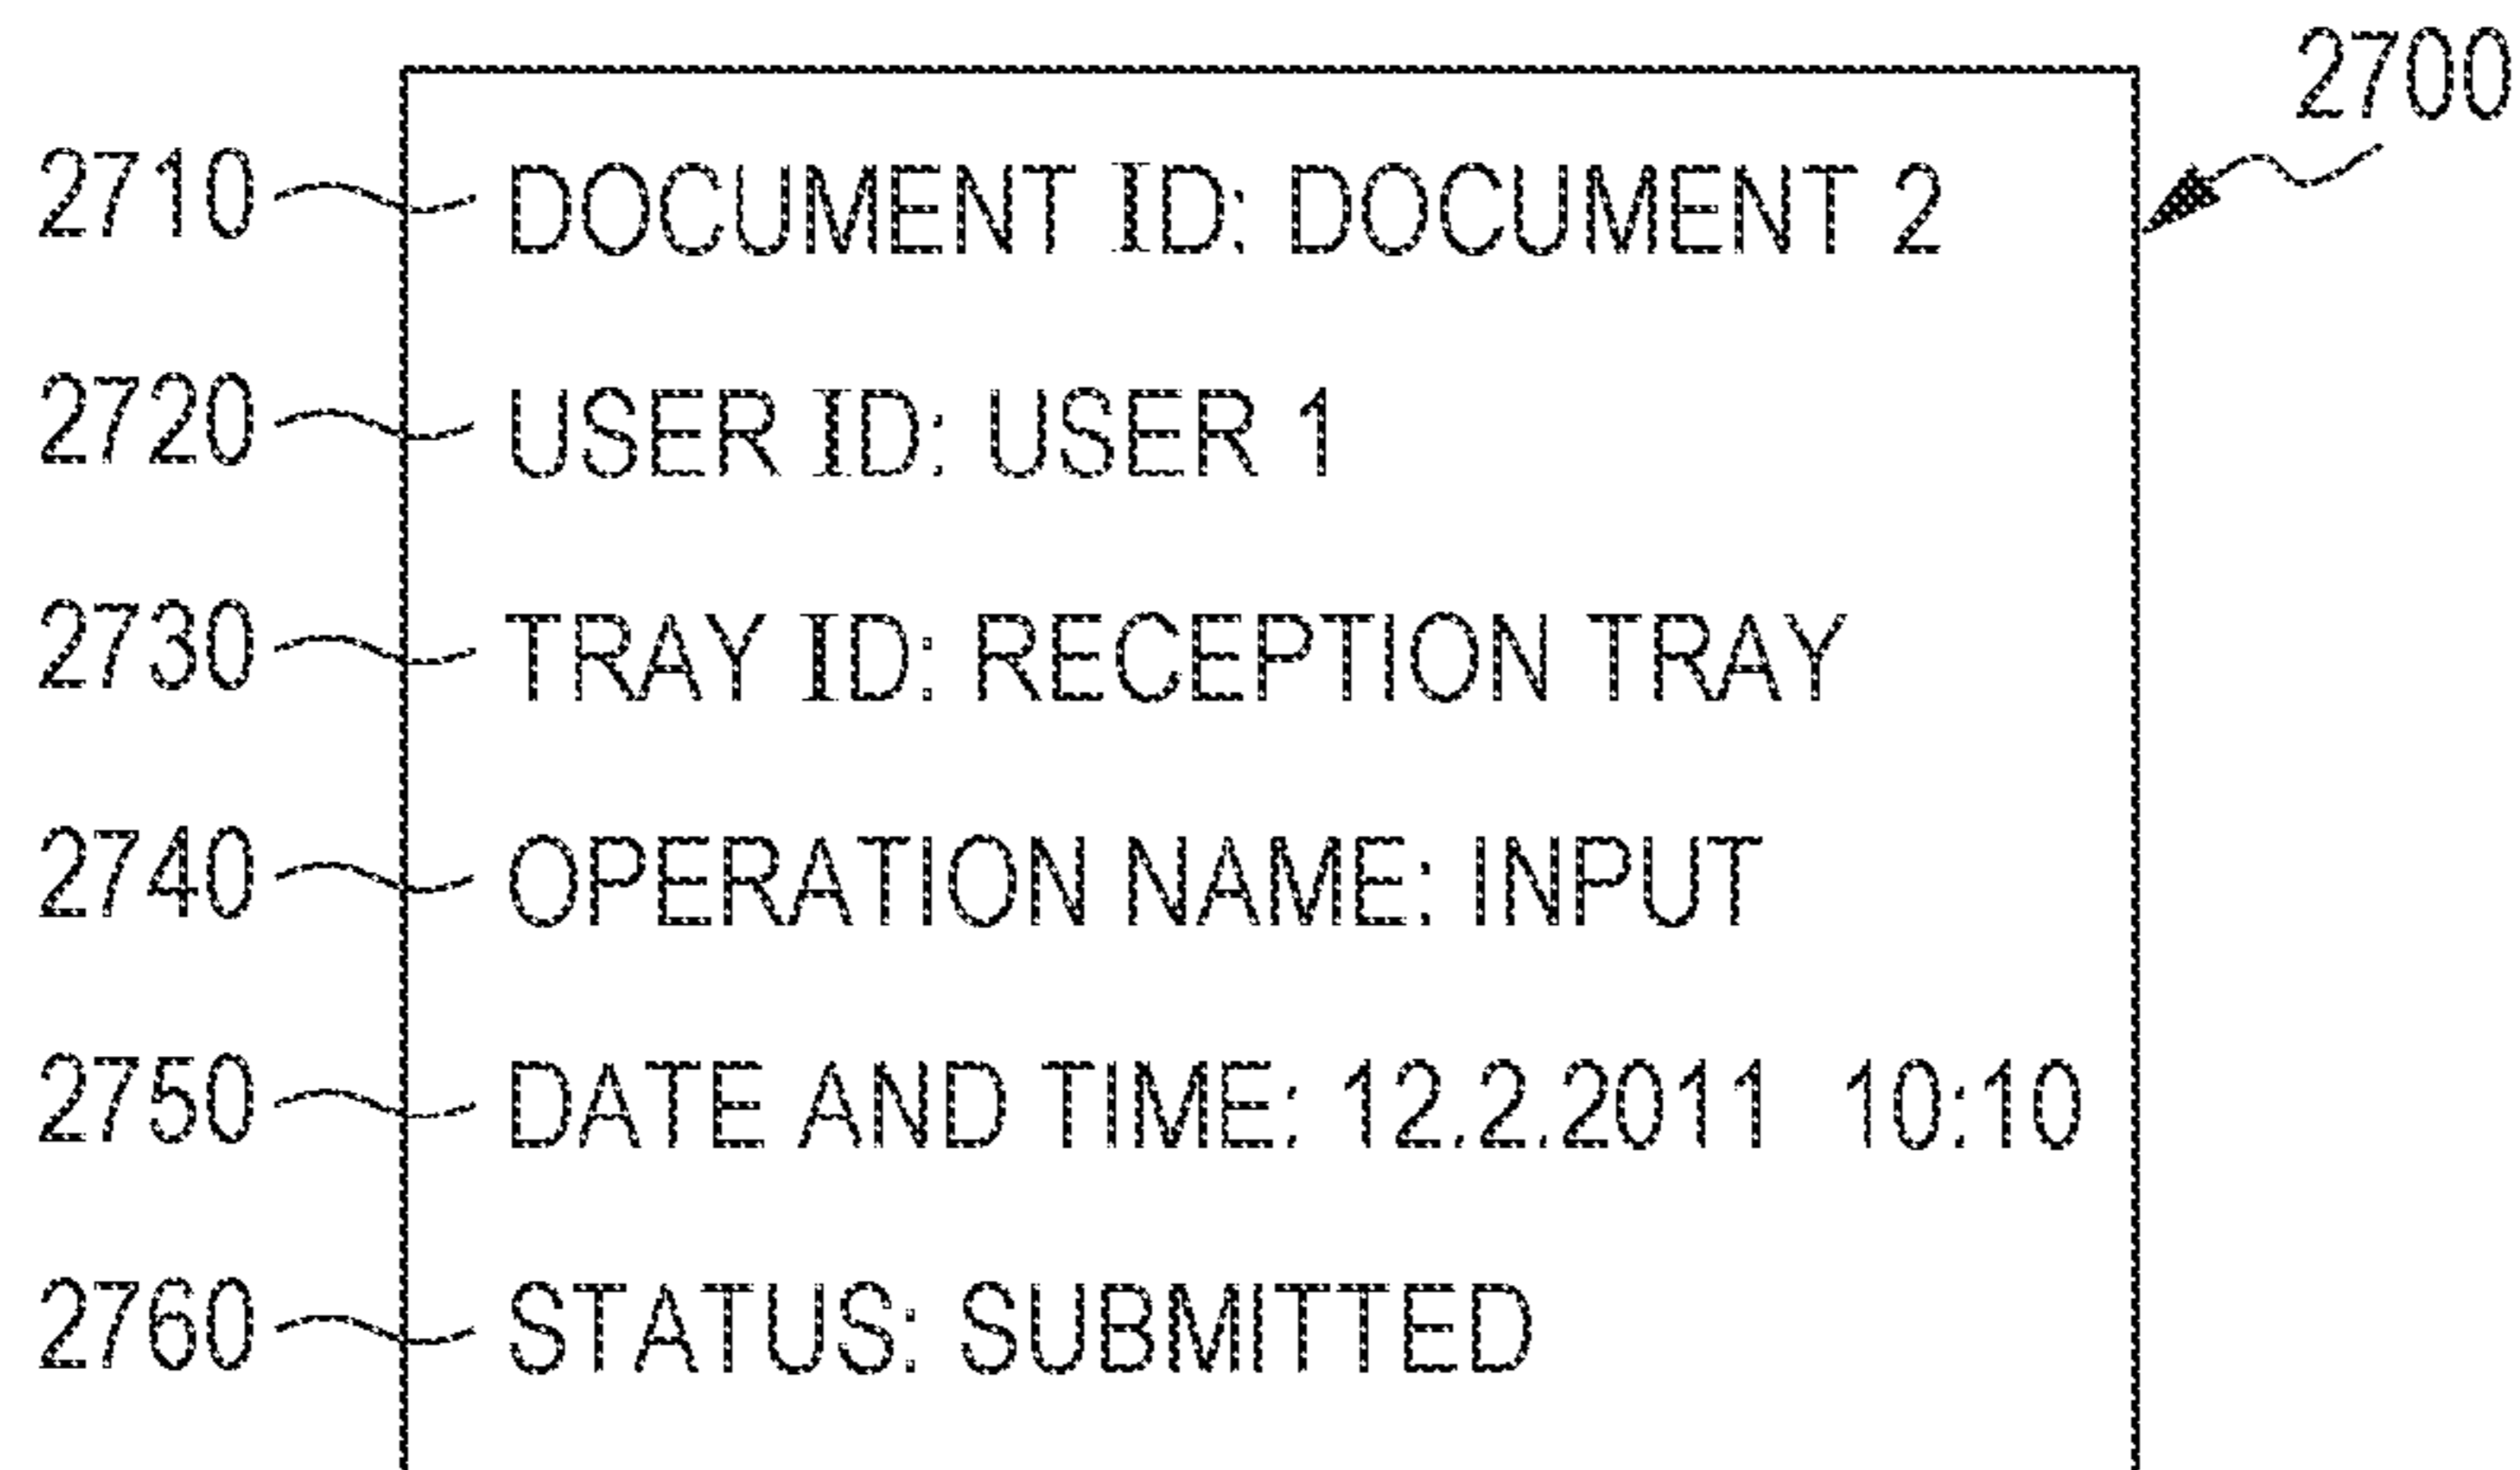 2700
2710 DOCUMENT ID: DOCUMENT 2
2720 USER ID: USER 1
2730 TRAY ID: RECEPTION TRAY
2740 OPERATION NAME: INPUT
2750 DATE AND TIME: 12.2.2011 10:10
2760 STATUS: SUBMITTED